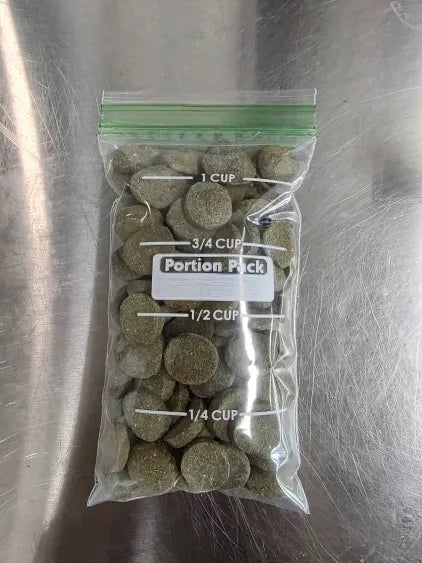 1 CUP
3/4 CUP
Portion Pack
1/2 CUP
1/4 CUP